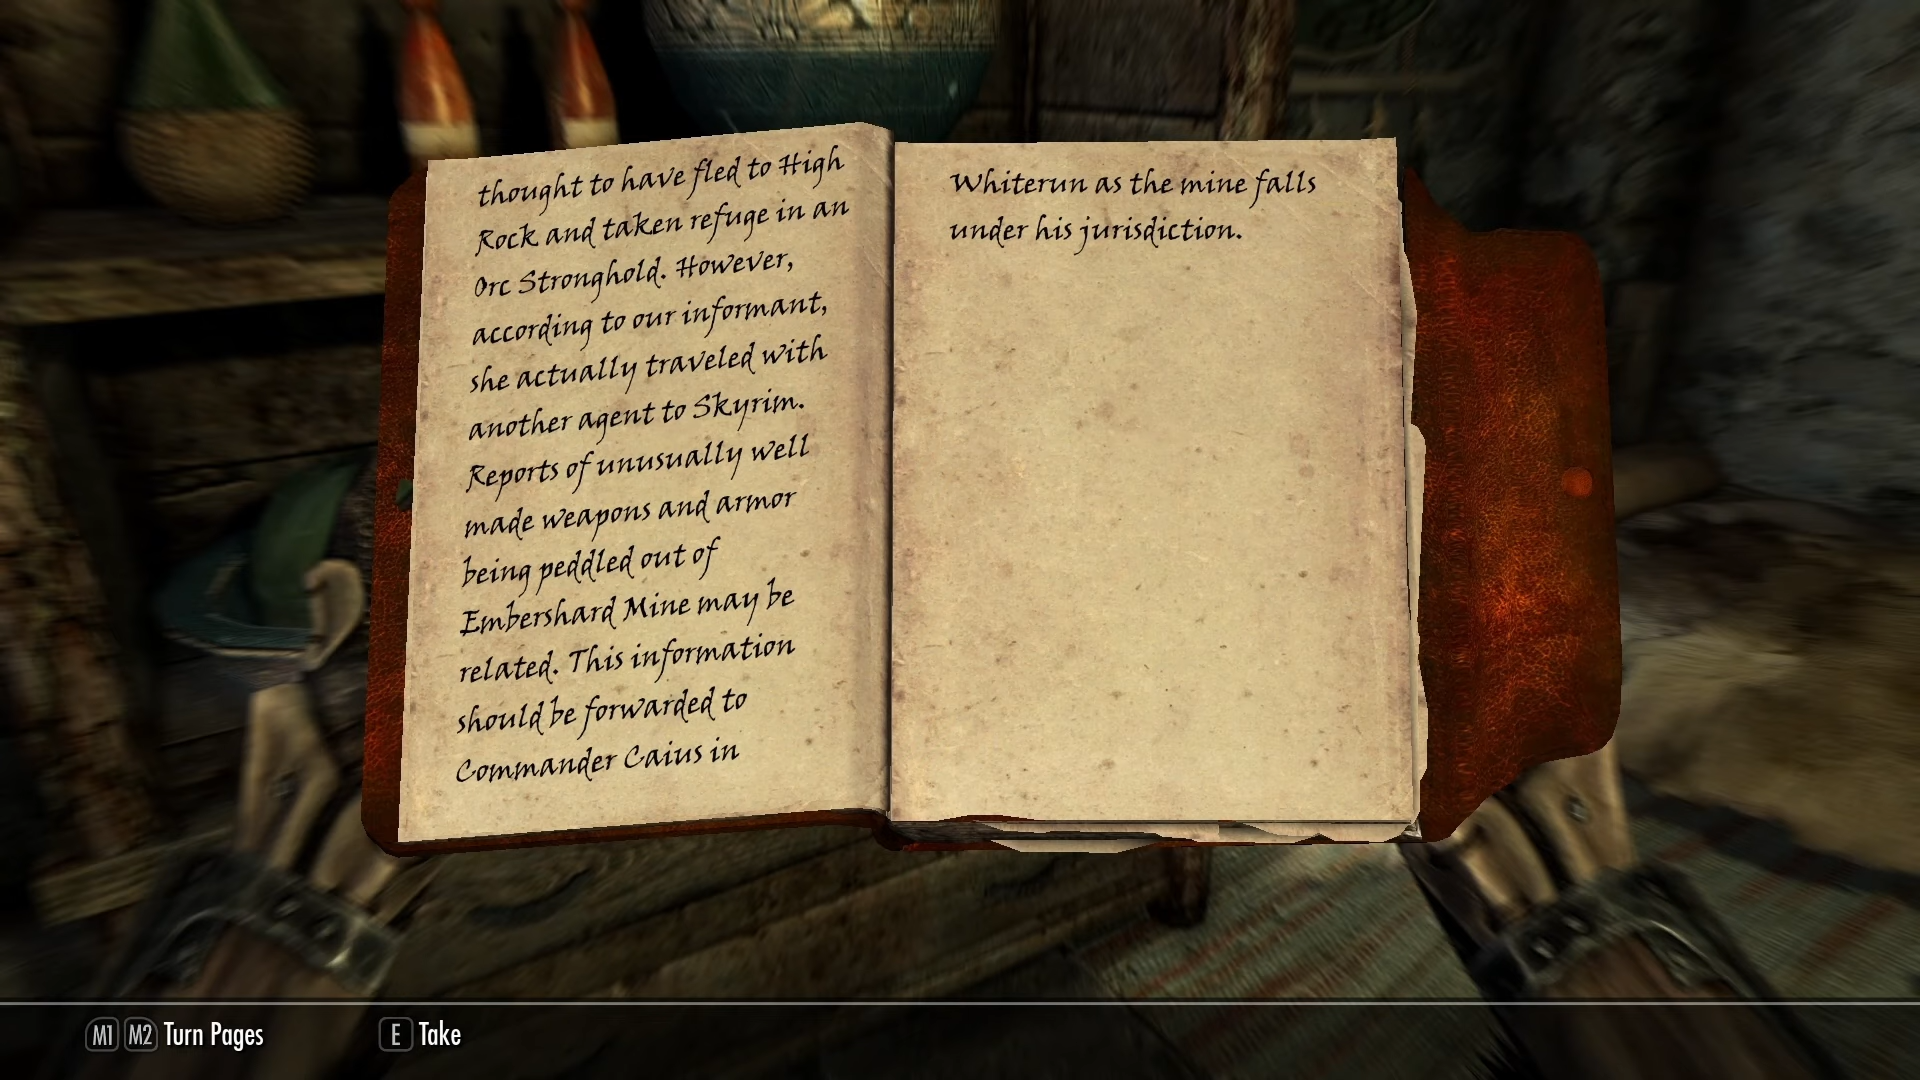 thought to have fled to High
Rock and taken refuge in an
Orc Stronghold. However,
according to our informant,
she actually traveled with
another agent to Skyrim.
Reports of unusually well
made weapons and armor
being peddled out of
Embershard Mine may be
related. This information
should be forwarded to
Commander Caius in
Whiterun as the mine falls
under his jurisdiction.
M1 M2 Turn Pages
E Take